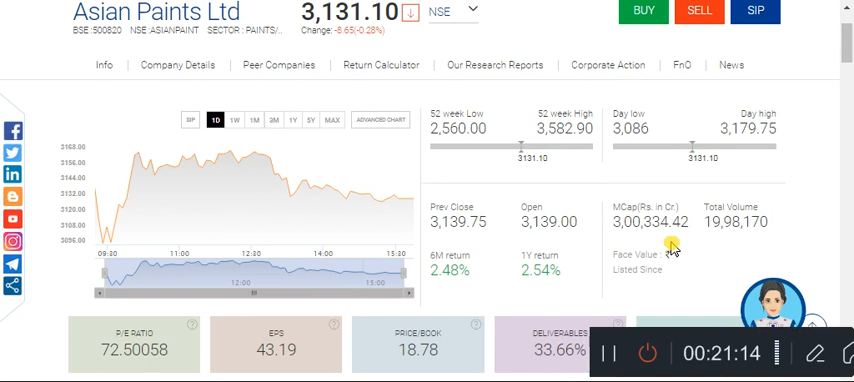 Asian Paints Ltd
BSE :500820 NSE :ASIANPAINT SECTOR : PAINTS/..
3,131.10
Change: -8.65(-0.28%)
NSE
BUY SELL SIP
Info Company Details Peer Companies Return Calculator Our Research Reports Corporate Action FnO News
SIP 1D 1W 1M 3M 1Y 5Y MAX ADVANCED CHART
3168.00
3156.00
3144.00
3132.00
3120.00
3108.00
3096.00
09:30 11:00 12:30 14:00 15:30
12:00 15:00
52 week Low 52 week High
2,560.00 3,582.90
3131.10
Day low Day high
3,086 3,179.75
3131.10
Prev Close Open MCap(Rs. in Cr.) Total Volume
3,139.75 3,139.00 3,00,334.42 19,98,170
6M return 1Y return
2.48% 2.54%
Face Value :
Listed Since
P/E RATIO
72.50058
EPS
43.19
PRICE/BOOK
18.78
DELIVERABLES
33.66%
00:21:14